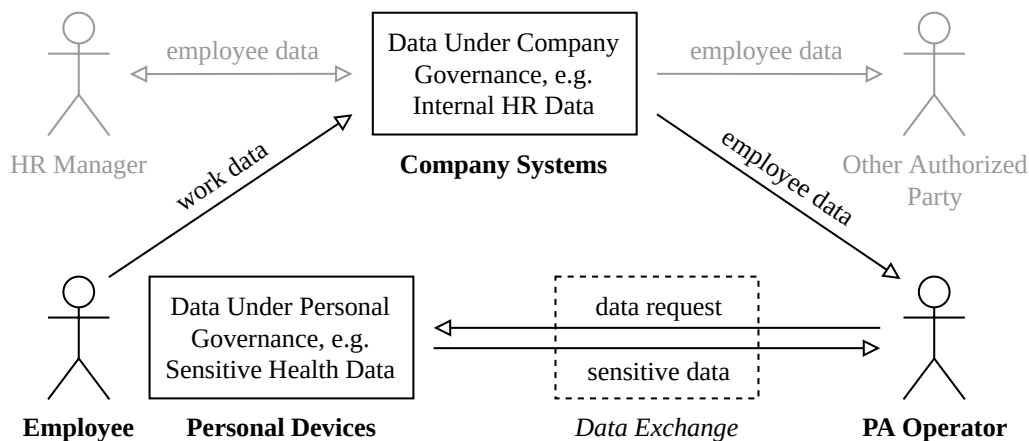 employee data
Data Under Company
Governance, e.g.
Internal HR Data
employee data
HR Manager
Company Systems
Other Authorized
Party
work data
employee data
Data Under Personal
Governance, e.g.
Sensitive Health Data
data request
sensitive data
Employee
Personal Devices
Data Exchange
PA Operator